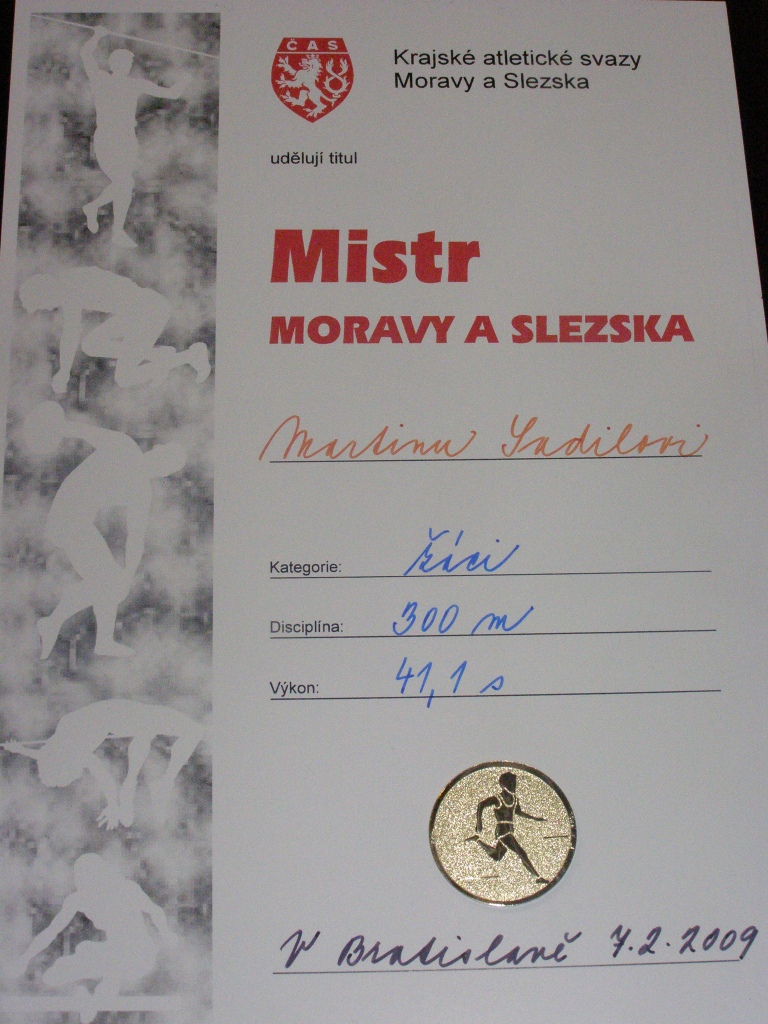 ČAS
Krajské atletické svazy
Moravy a Slezska
udělují titul
Mistr
MORAVY A SLEZSKA
Martinu Sadilovi
Kategorie: žáci
Disciplína: 300 m
Výkon: 41,1 s
V Bratislavě 7.2.2009